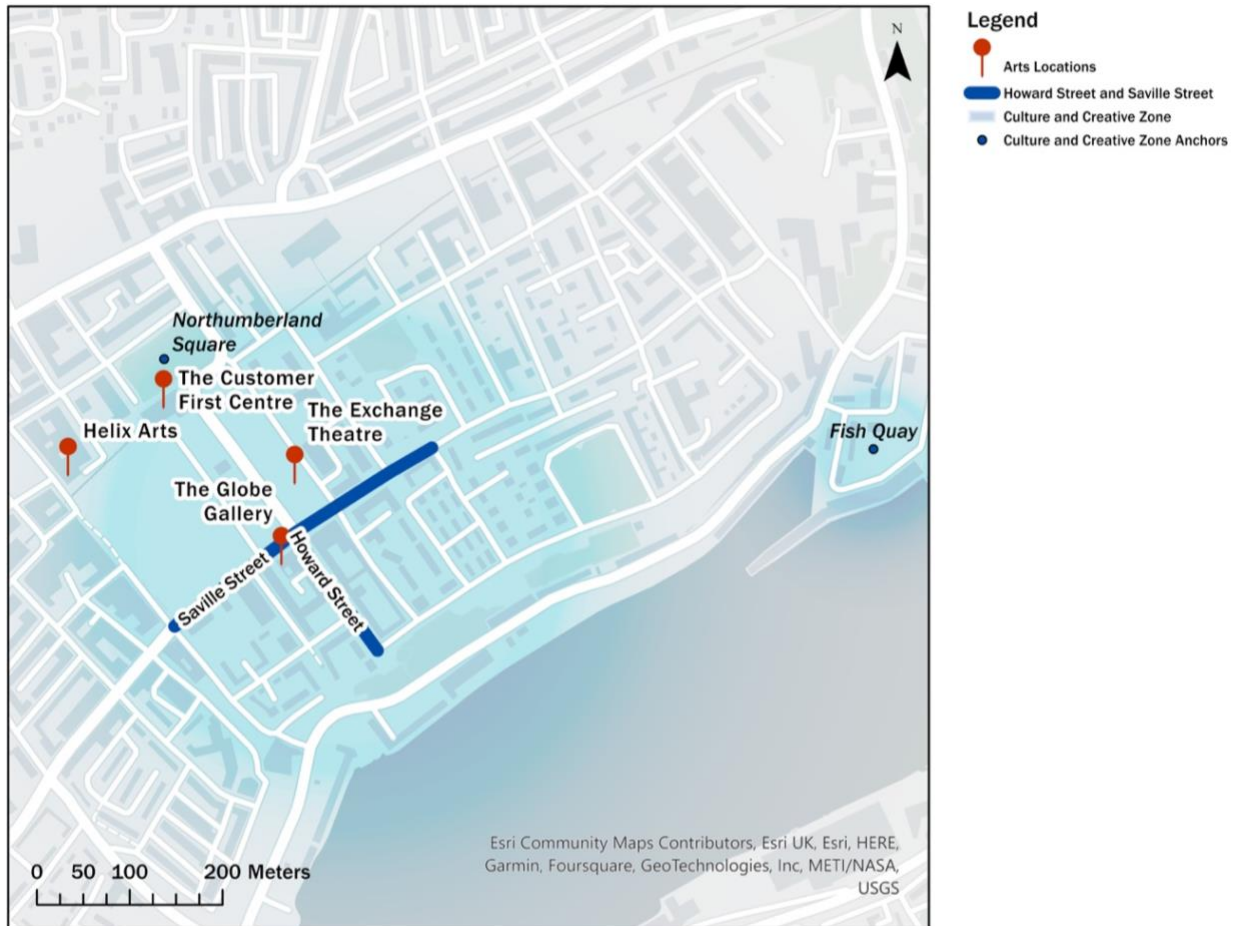 Legend
Arts Locations
Howard Street and Saville Street
Culture and Creative Zone
Culture and Creative Zone Anchors
N
Northumberland
Square
The Customer
First Centre
The Exchange
Theatre
Helix Arts
Fish Quay
The Globe
Gallery
Saville Street
Howard Street
0 50 100 200 Meters
Esri Community Maps Contributors, Esri UK, Esri, HERE,
Garmin, Foursquare, GeoTechnologies, Inc, METI/NASA,
USGS